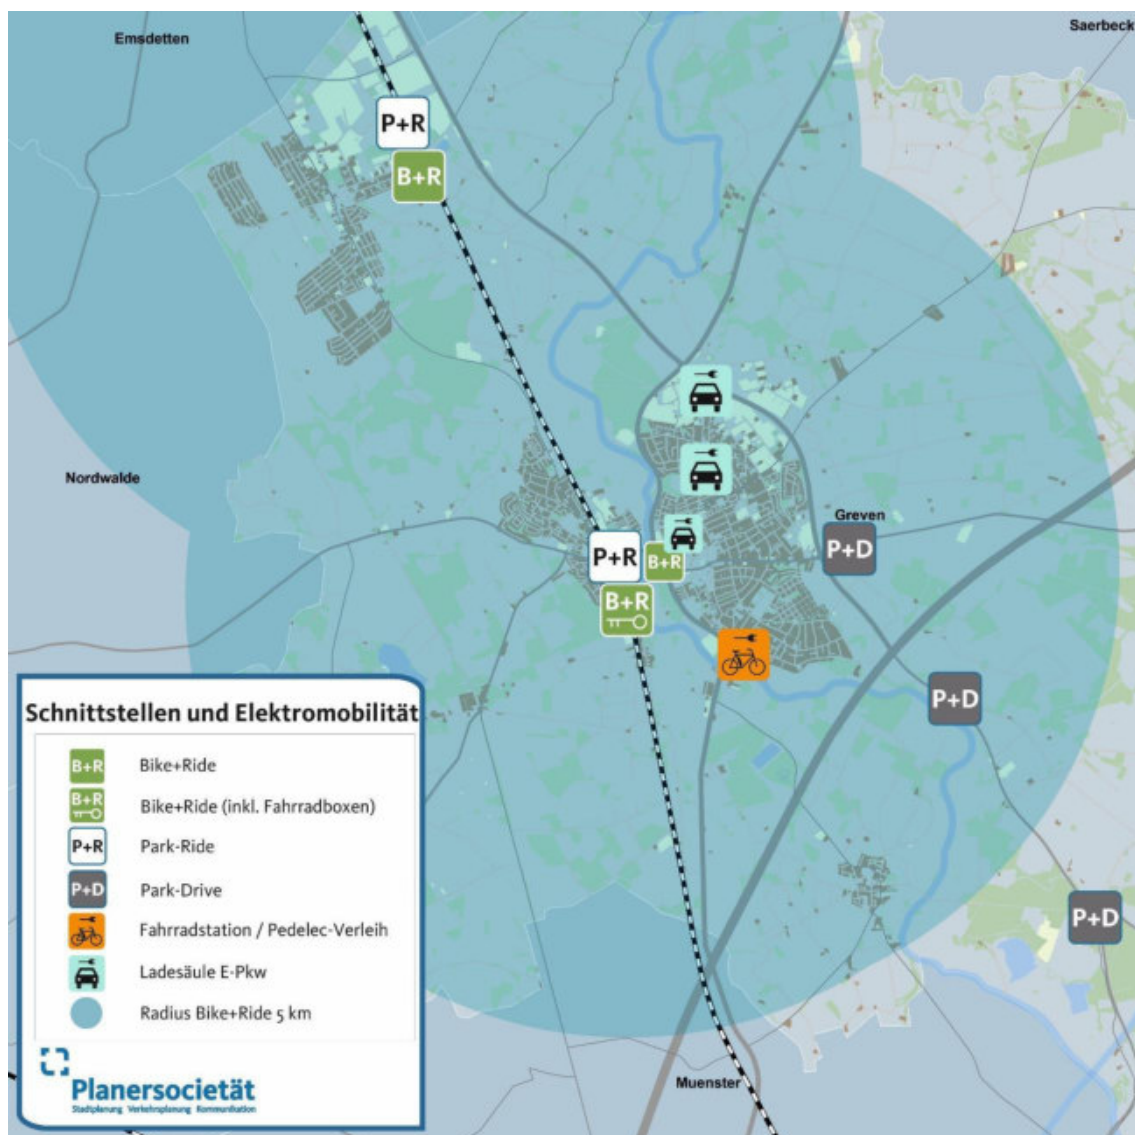 Emsdetten
Saerbeck
P+R
B+R
Nordwalde
Greven
P+R
B+R
P+D
B+R
P+D
P+D
Schnittstellen und Elektromobilität
B+R Bike+Ride
B+R Bike+Ride (inkl. Fahrradboxen)
P+R Park-Ride
P+D Park-Drive
Fahrradstation / Pedelec-Verleih
Ladesäule E-Pkw
Radius Bike+Ride 5 km
Planersocietät
Stadtplanung Verkehrsplanung Kommunikation
Muenster